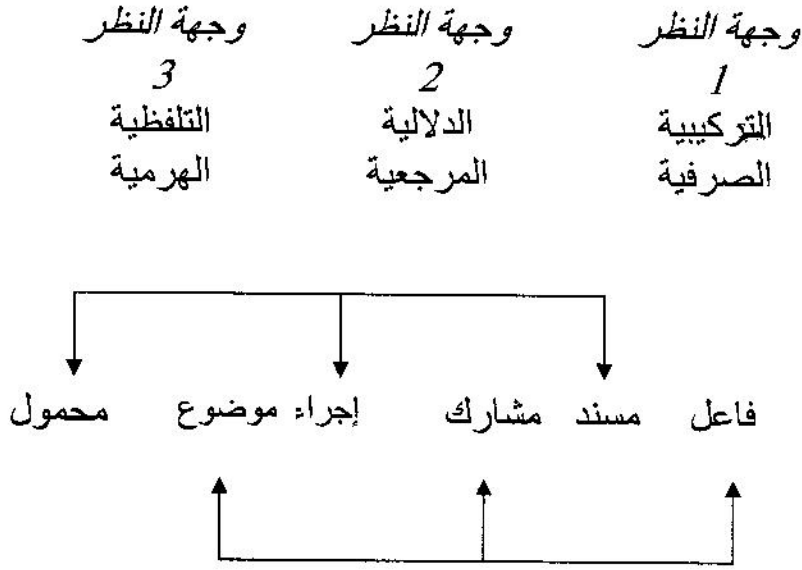 وجهة النظر وجهة النظر وجهة النظر
1 2 3
التركيبية الدلالية التلفظية
الصرفية المرجعية الهرمية
فاعل مسند مشارك إجراء موضوع محمول